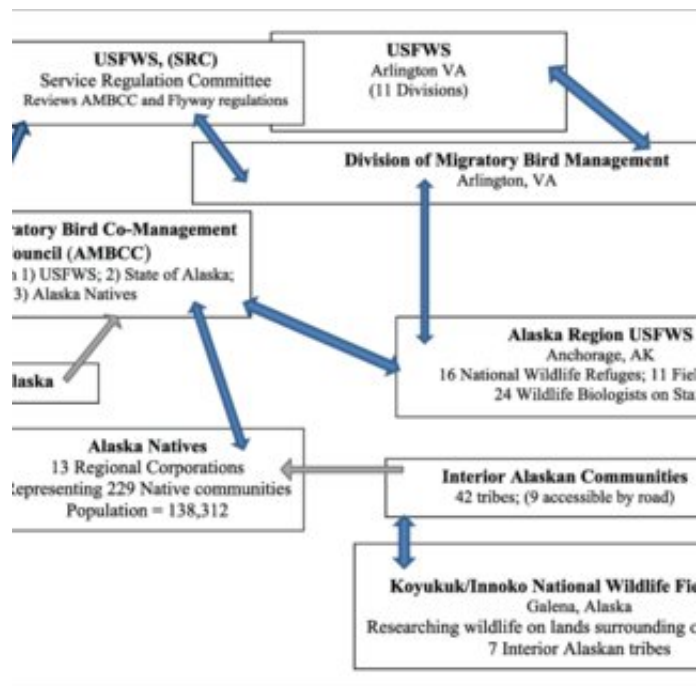 USFWS, (SRC)
Service Regulation Committee
Reviews AMBCC and Flyway regulations
USFWS
Arlington VA
(11 Divisions)
Division of Migratory Bird Management
Arlington, VA
ratory Bird Co-Management
ouncil (AMBCC)
1) USFWS; 2) State of Alaska;
3) Alaska Natives
Alaska Region USFWS
Anchorage, AK
16 National Wildlife Refuges; 11 Fiel
24 Wildlife Biologists on Sta
laska
Alaska Natives
13 Regional Corporations
Representing 229 Native communities
Population = 138,312
Interior Alaskan Communities
42 tribes; (9 accessible by road)
Koyukuk/Innoko National Wildlife Fie
Galena, Alaska
Researching wildlife on lands surrounding
7 Interior Alaskan tribes